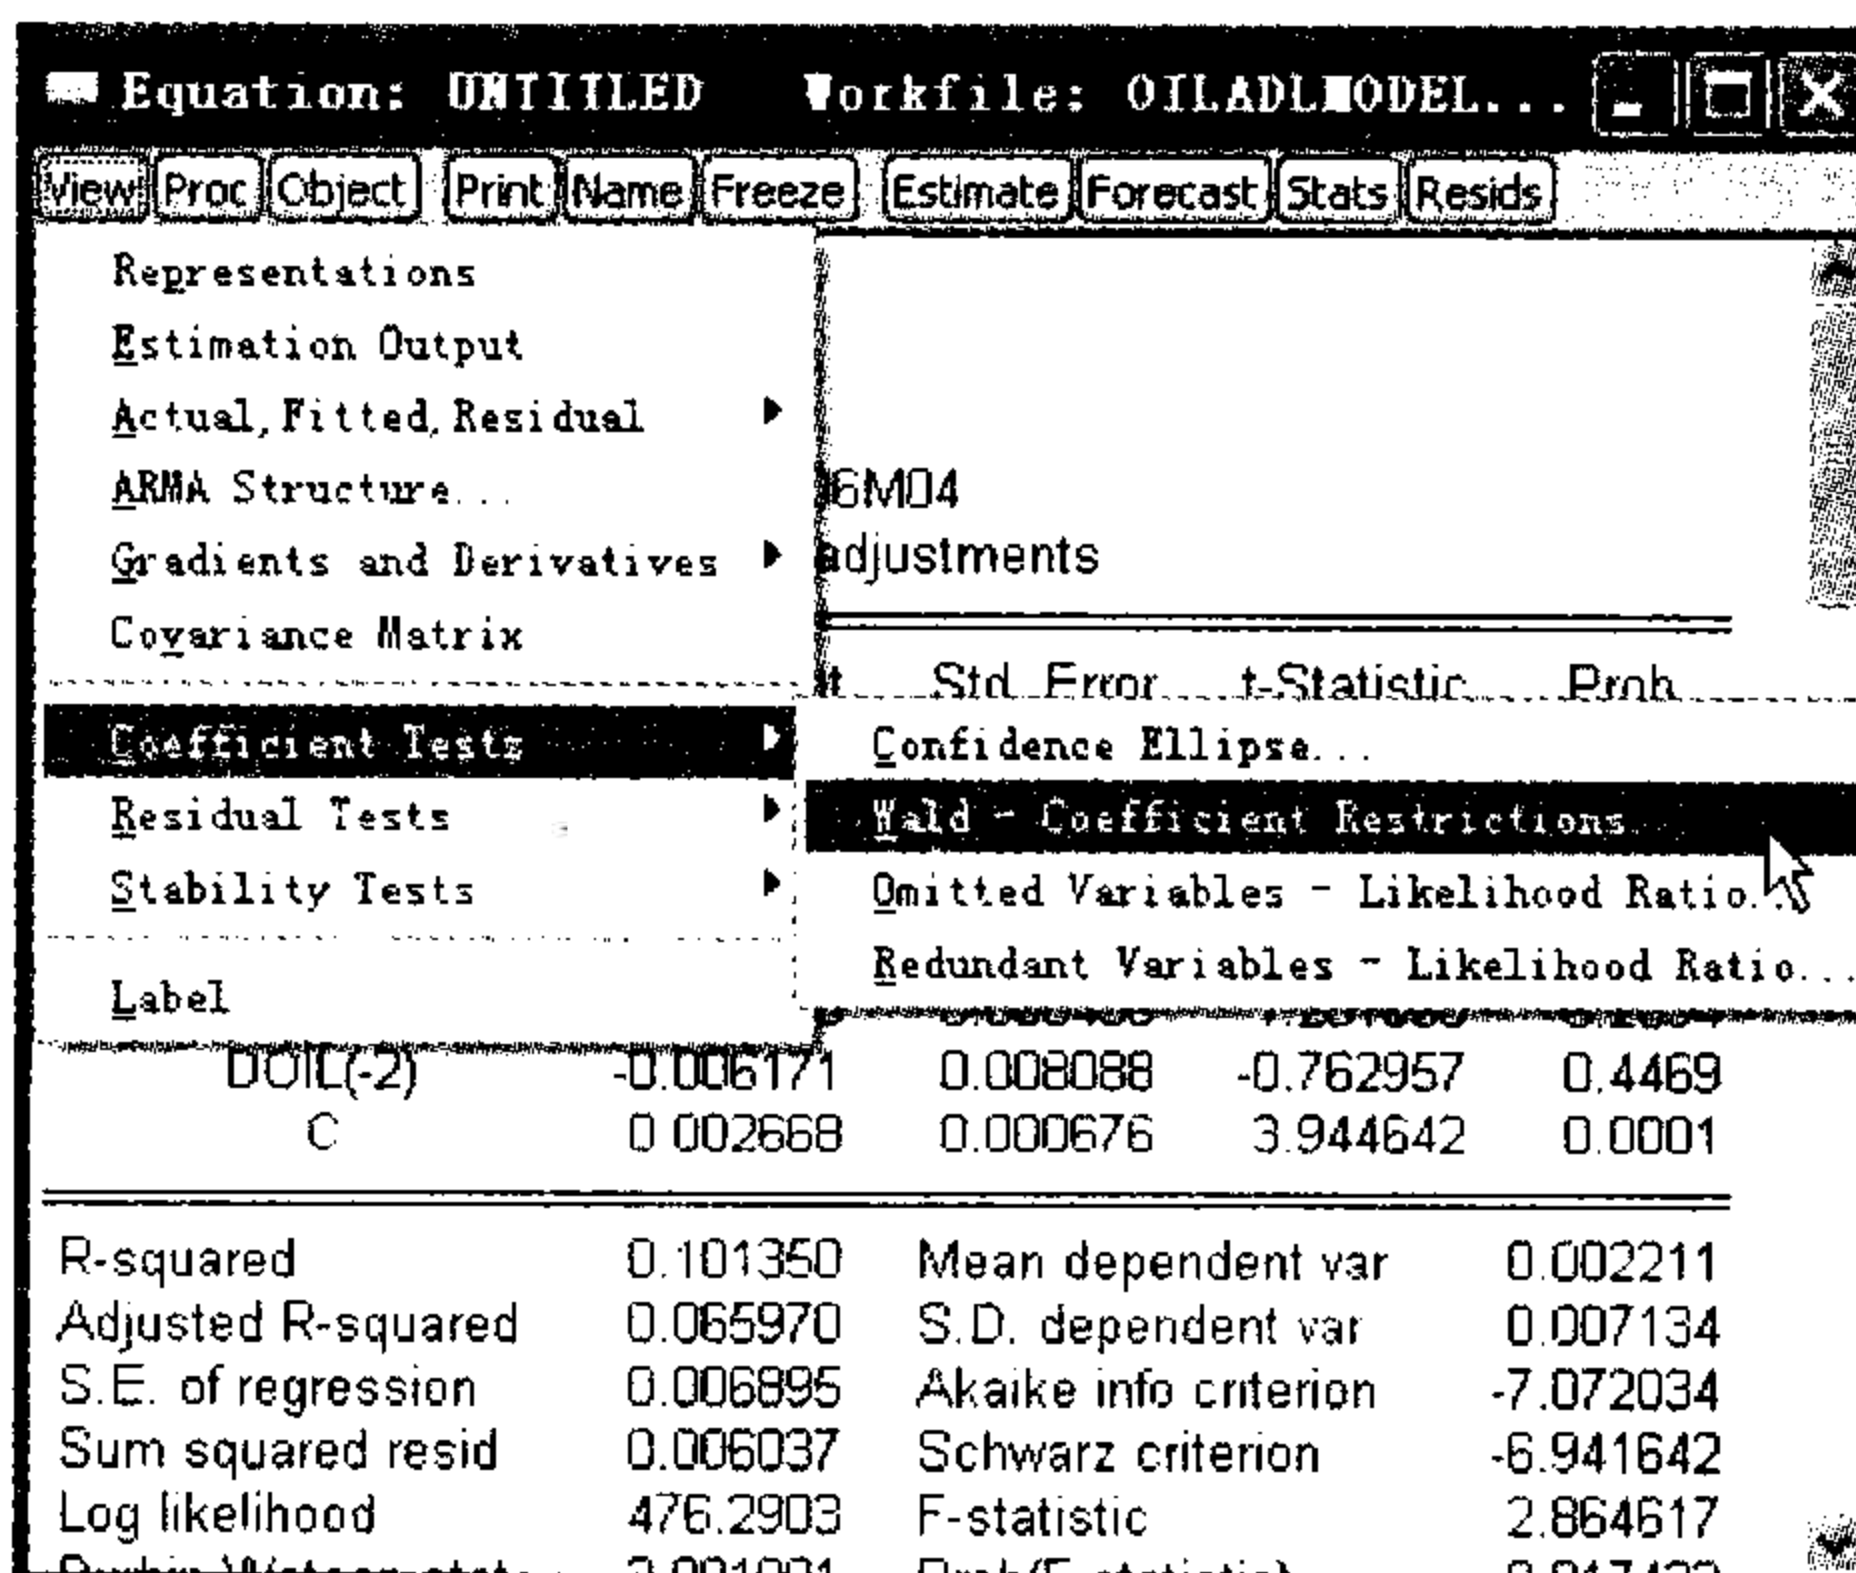 Equation: UNTITLED Workfile: OILADLMODEL...
View Proc Object Print Name Freeze Estimate Forecast Stats Resids
Representations
Estimation Output
Actual, Fitted, Residual
ARMA Structure...
6M04
Gradients and Derivatives
adjustments
Covariance Matrix
t Std. Error t-Statistic Prob.
Coefficient Tests
Confidence Ellipse...
Residual Tests
Wald - Coefficient Restrictions...
Stability Tests
Omitted Variables - Likelihood Ratio...
Redundant Variables - Likelihood Ratio...
Label
DOIL(-2) -0.006171 0.008088 -0.762957 0.4469
C 0.002668 0.000676 3.944642 0.0001
R-squared 0.101350 Mean dependent var 0.002211
Adjusted R-squared 0.065970 S.D. dependent var 0.007134
S.E. of regression 0.006895 Akaike info criterion -7.072034
Sum squared resid 0.006037 Schwarz criterion -6.941642
Log likelihood 476.2903 F-statistic 2.864617